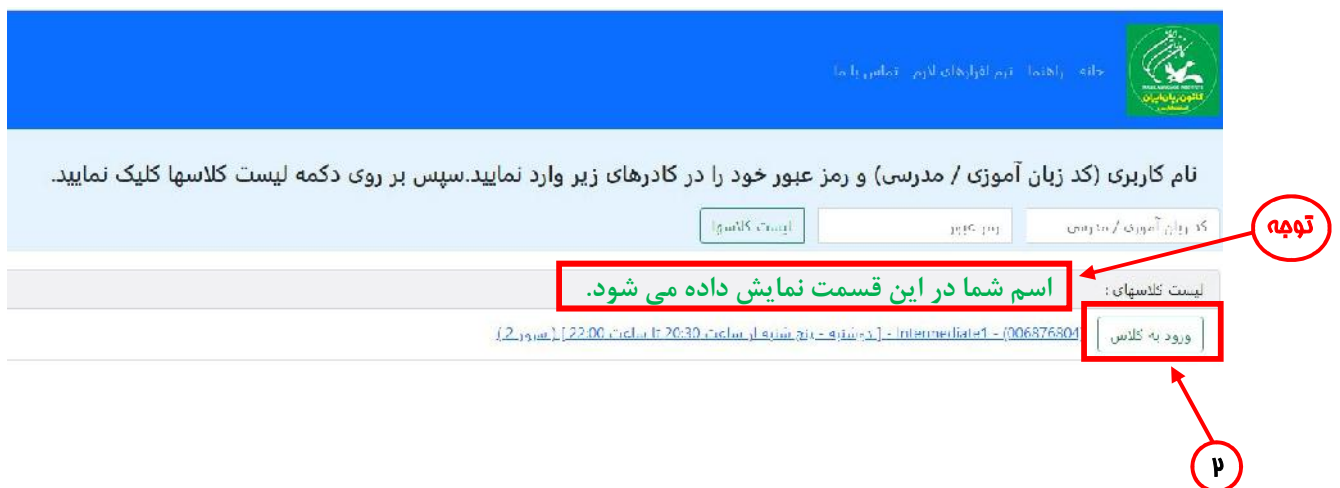 خانه راهنما نرم افزارهای لازم تماس با ما
کانون زبان ایران
نام کاربری (کد زبان آموزی / مدرسی) و رمز عبور خود را در کادرهای زیر وارد نمایید.سپس بر روی دکمه لیست کلاسها کلیک نمایید.
کد زبان آموزی / مدرسی رمز عبور لیست کلاسها
توجه
لیست کلاسهای : اسم شما در این قسمت نمایش داده می شود.
ورود به کلاس (006876804) - Intermediate1 - [ دوشنبه - پنج شنبه از ساعت 20:30 تا ساعت 22:00 ] ( سرور 2 )
۲